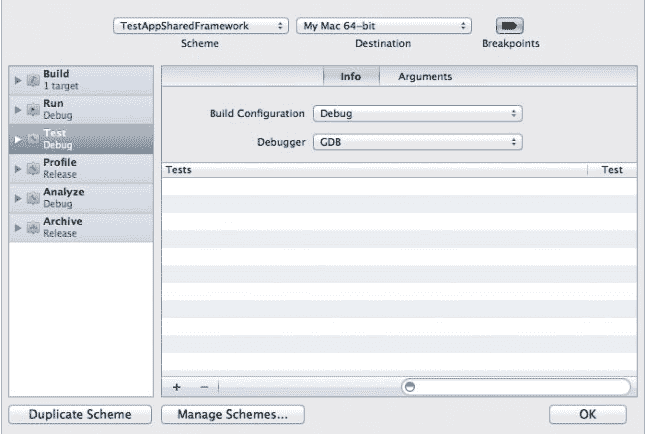 TestAppSharedFramework My Mac 64-bit
Scheme Destination Breakpoints
Build
1 target
Run
Debug
Test
Debug
Profile
Release
Analyze
Debug
Archive
Release
Info Arguments
Build Configuration Debug
Debugger GDB
Tests Test
+ −
Duplicate Scheme Manage Schemes... OK